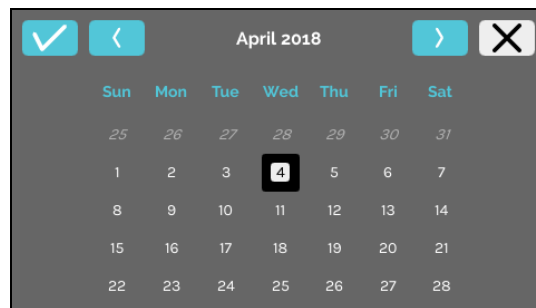 April 2018
Sun Mon Tue Wed Thu Fri Sat
25 26 27 28 29 30 31
1 2 3 4 5 6 7
8 9 10 11 12 13 14
15 16 17 18 19 20 21
22 23 24 25 26 27 28